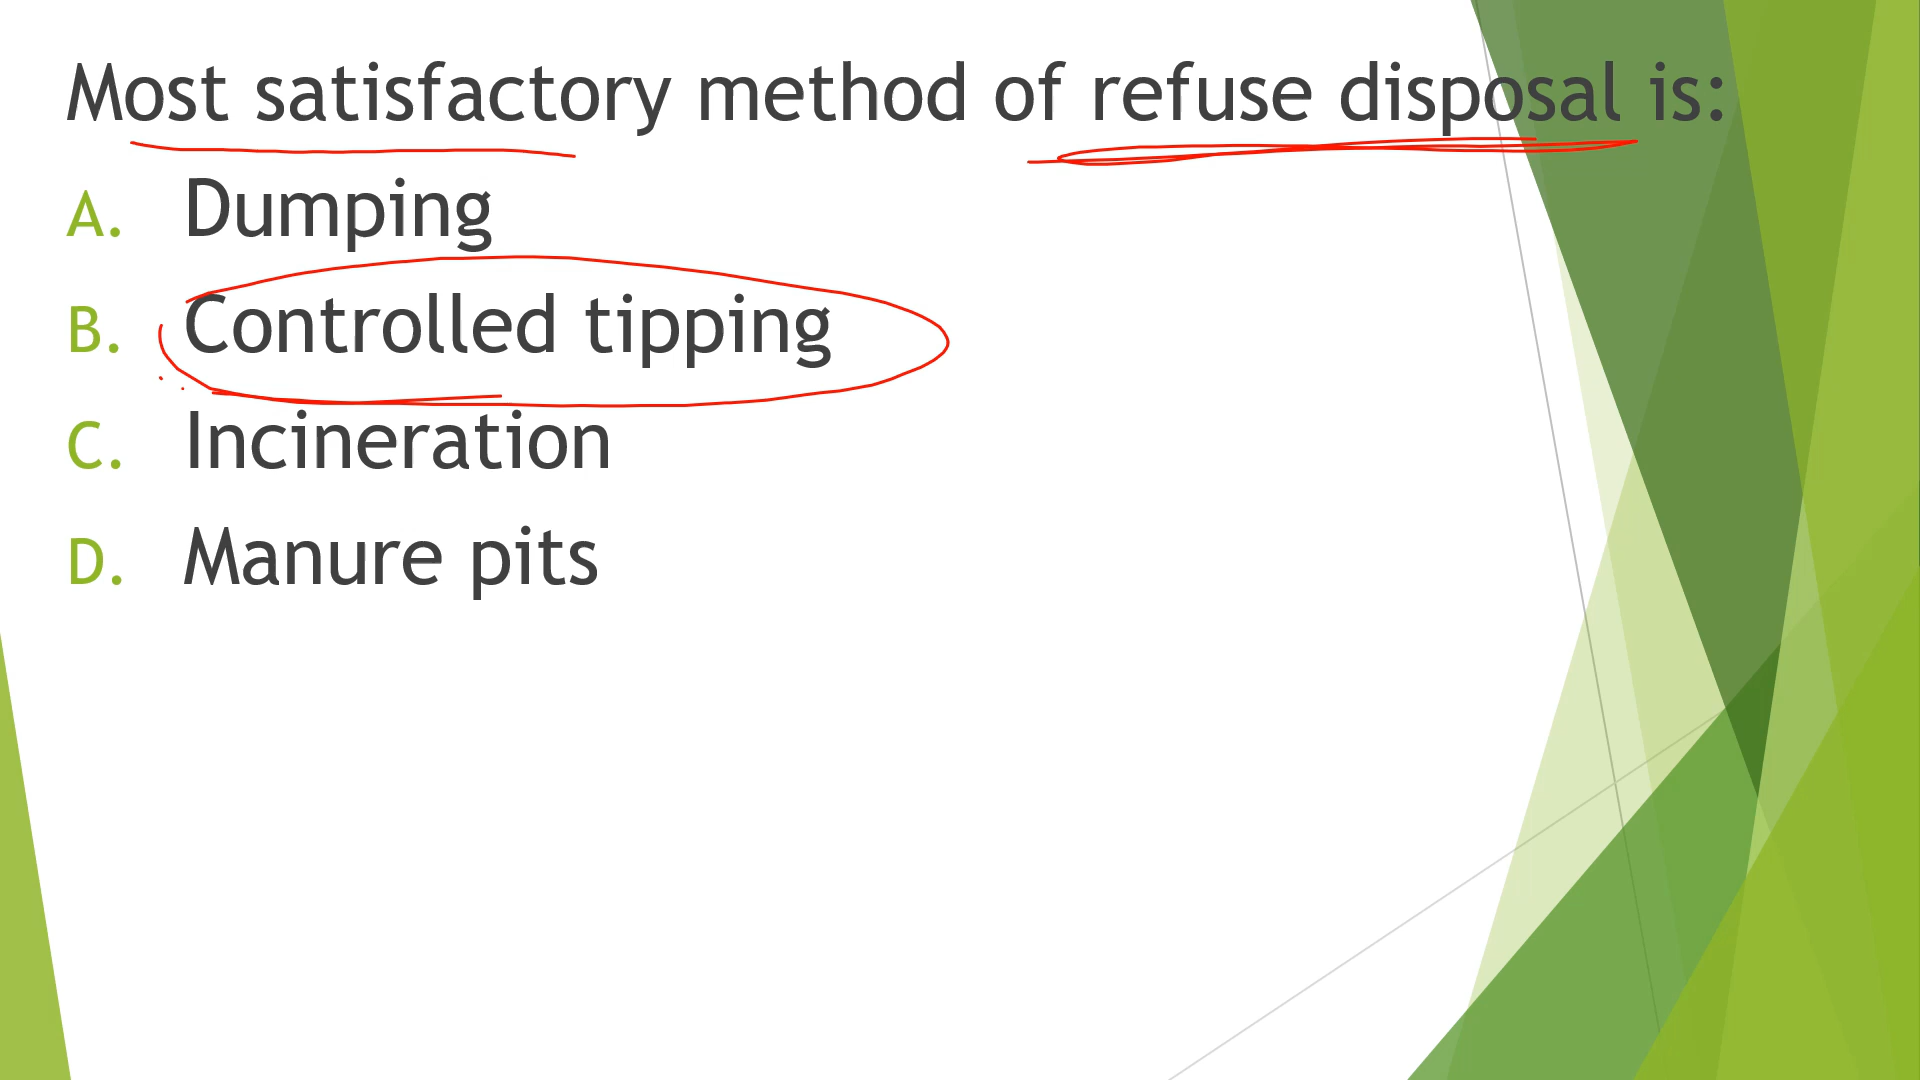 Most satisfactory method of refuse disposal is:
A. Dumping
B. Controlled tipping
C. Incineration
D. Manure pits